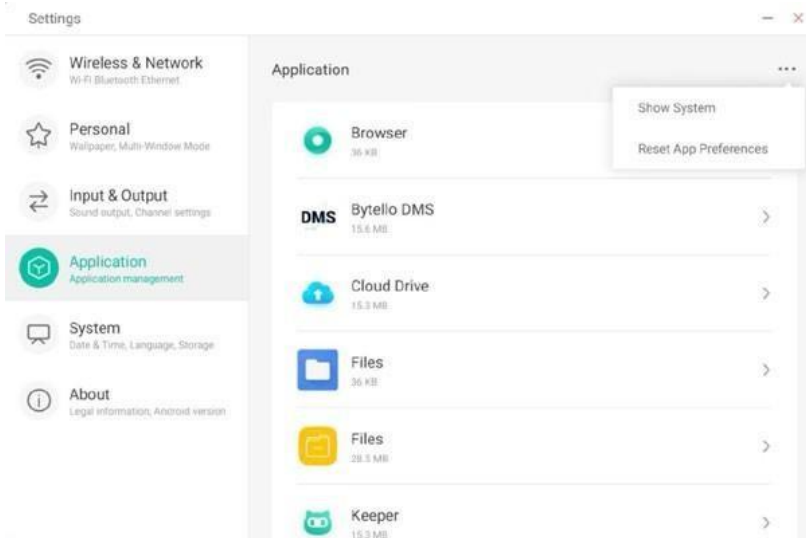 Settings
Wireless & Network
Wi-Fi Bluetooth Ethernet
Personal
Wallpaper, Multi-Window Mode
Input & Output
Sound output, Channel settings
Application
Application management
System
Date & Time, Language, Storage
About
Legal information, Android version
Application
Show System
Reset App Preferences
Browser
36 KB
DMS
Bytello DMS
15.6 MB
Cloud Drive
15.3 MB
Files
36 KB
Files
28.5 MB
Keeper
15.3 MB